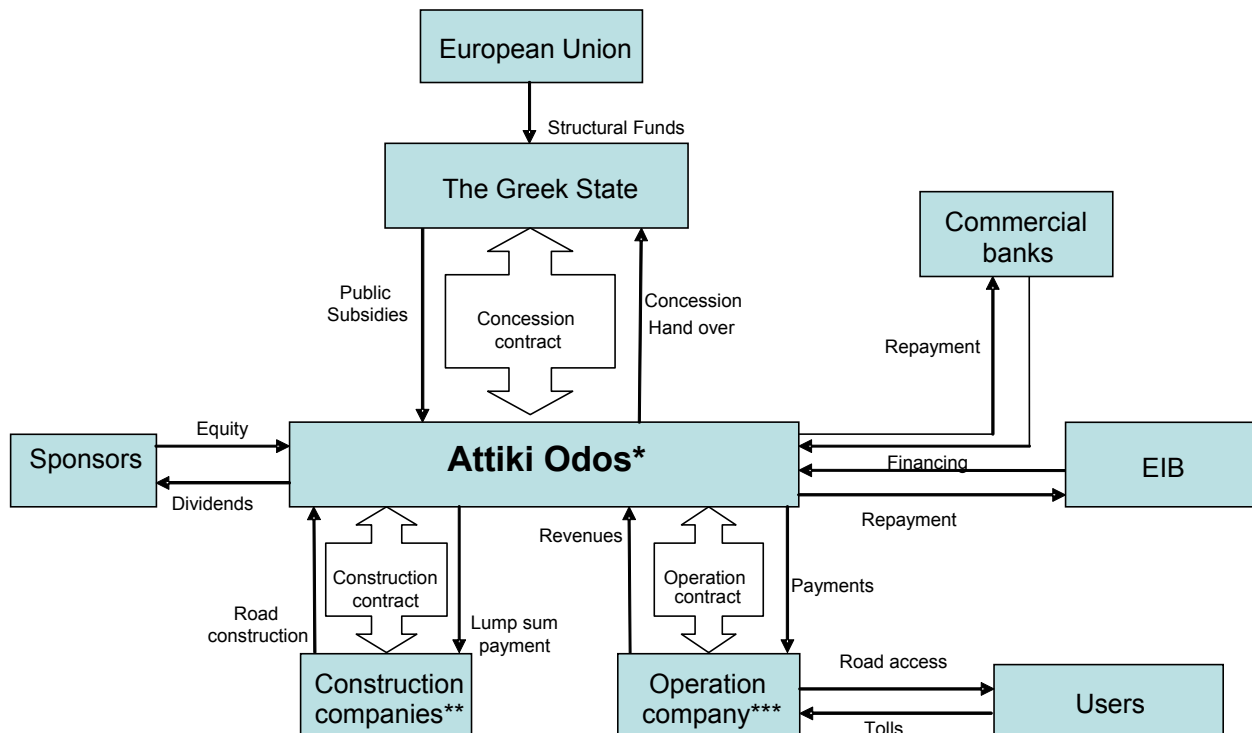 European Union
Structural Funds
The Greek State
Commercial
banks
Public
Subsidies
Concession
contract
Concession
Hand over
Repayment
Equity
Sponsors
Dividends
Attiki Odos*
Financing
EIB
Repayment
Revenues
Construction
contract
Operation
contract
Payments
Road
construction
Lump sum
payment
Construction
companies**
Operation
company***
Road access
Users
Tolls